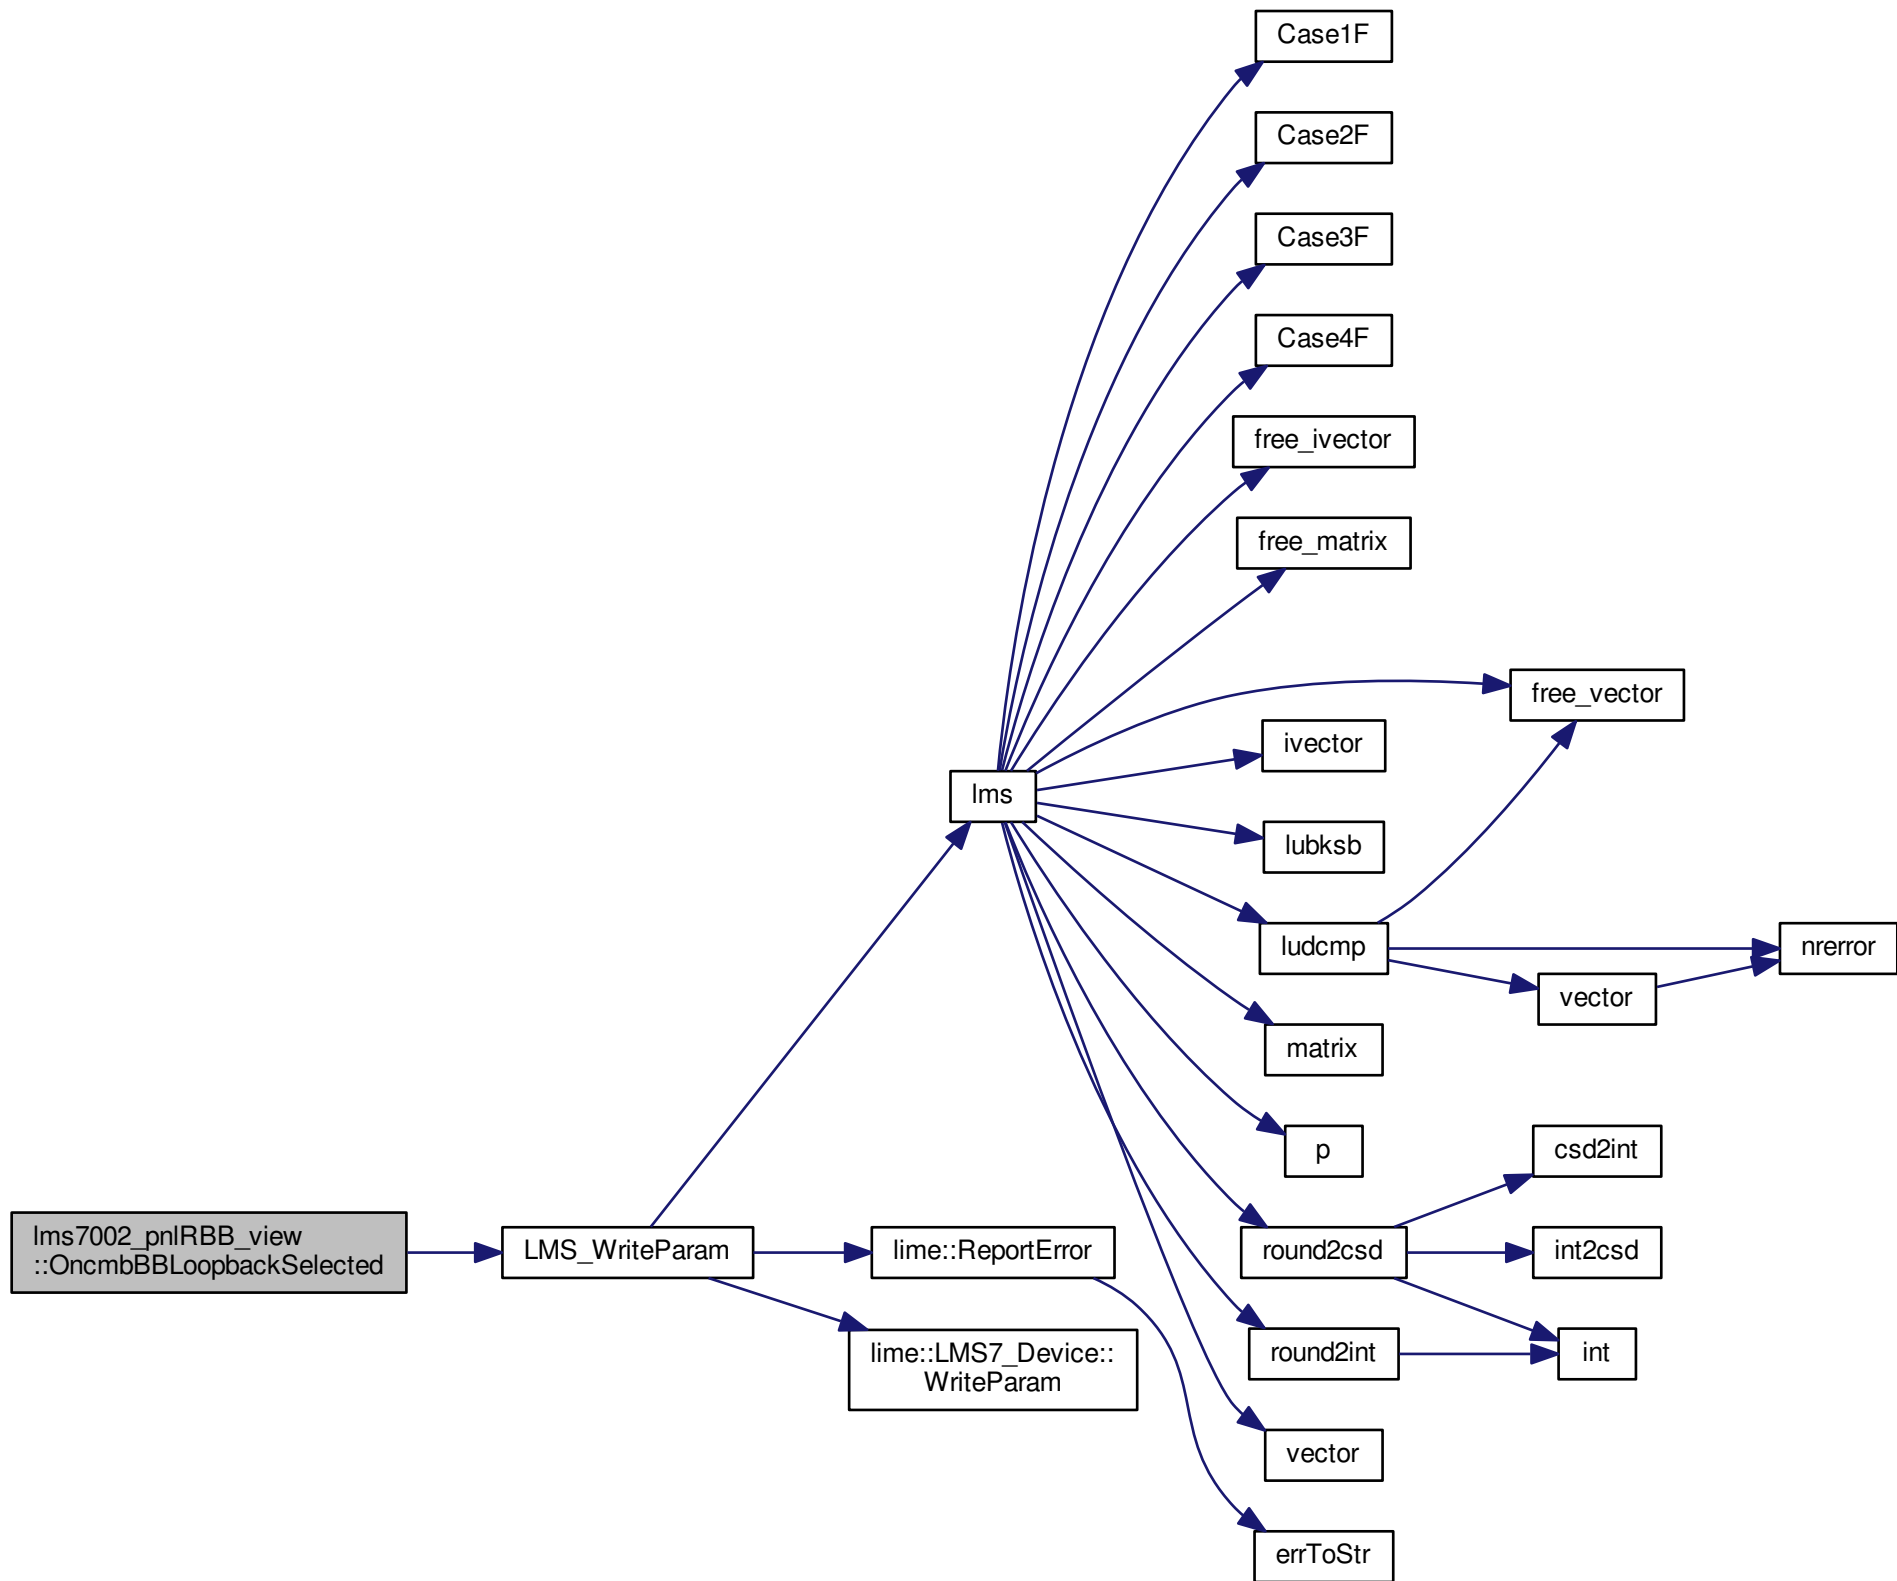 Case1F
Case2F
Case3F
Case4F
free_ivector
free_matrix
free_vector
ivector
lms
lubksb
ludcmp
nrerror
vector
matrix
p
csd2int
lms7002_pnlRBB_view
::OncmbBBLoopbackSelected
LMS_WriteParam
lime::ReportError
round2csd
int2csd
lime::LMS7_Device::
WriteParam
round2int
int
vector
errToStr